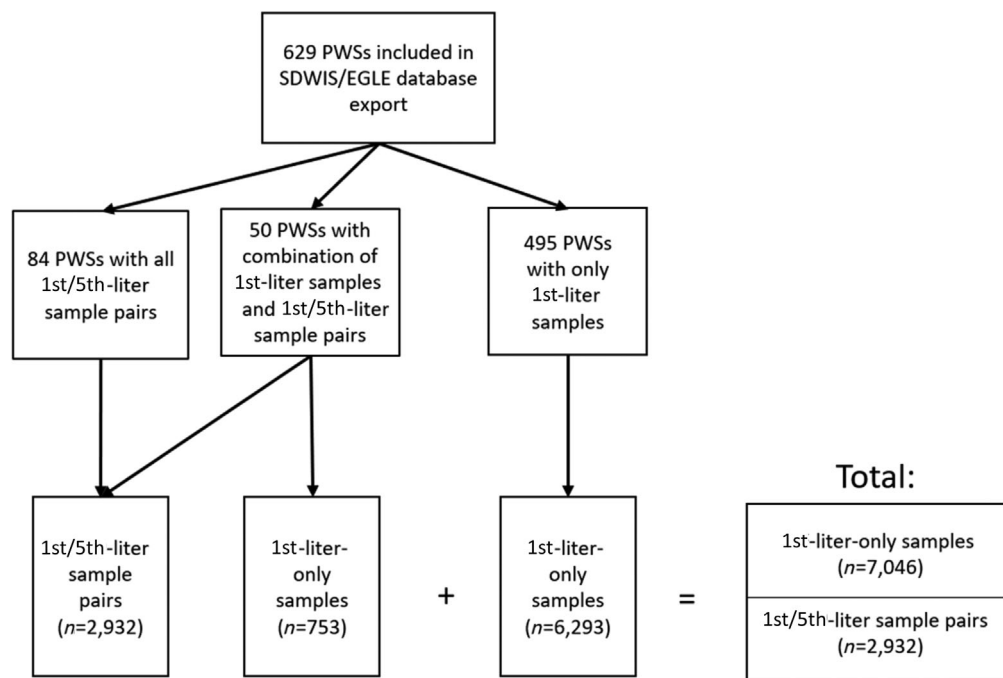 629 PWSs included in
SDWIS/EGLE database
export
84 PWSs with all
1st/5th-liter
sample pairs
50 PWSs with
combination of
1st-liter samples
and 1st/5th-liter
sample pairs
495 PWSs
with only
1st-liter
samples
1st/5th-liter
sample
pairs
(n=2,932)
1st-liter-
only
samples
(n=753)
+
1st-liter-
only
samples
(n=6,293)
=
Total:
1st-liter-only samples
(n=7,046)
1st/5th-liter sample pairs
(n=2,932)